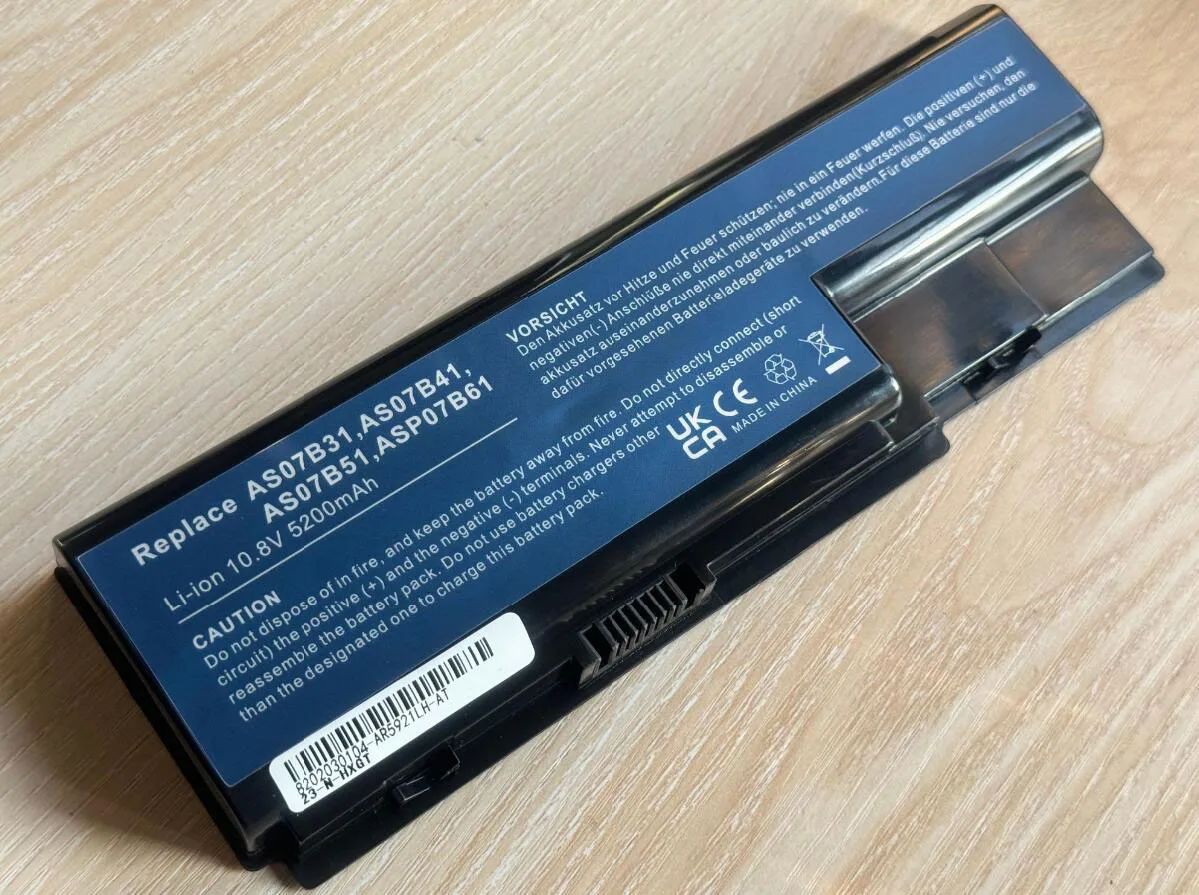 Replace AS07B31,AS07B41,
AS07B51,ASP07B61
Li-ion 10.8V 5200mAh
CAUTION
Do not dispose of in fire, and keep the battery away from fire. Do not directly connect (short
circuit) the positive (+) and the negative (-) terminals. Never attempt to disassemble or
reassembie the battery pack. Do not use battery chargers other
than the designated one to charge this battery pack.
VORSICHT
Den Akkusatz vor Hitze und Feuer schützen; nie in ein Feuer werfen. Die positiven (+) und
negativen(-) Anschiüße nie direkt miteinander verbinden(Kurzschluß). Nie versuchen, den
akkusatz auseinanderzunehmen oder baulich zu verändern.Für diese Batterie sind nur die
dafür vorgesehenen Batterieladegeräte zu verwenden.
UK
CA
CE
MADE IN CHINA
8202030104-AR5921LH-AT
23-N-HXGT